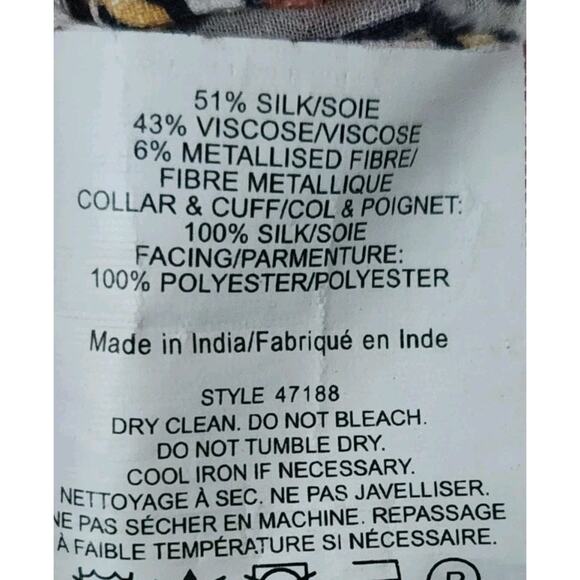 51% SILK/SOIE
43% VISCOSE/VISCOSE
6% METALLISED FIBRE/
FIBRE METALLIQUE
COLLAR & CUFF/COL & POIGNET:
100% SILK/SOIE
FACING/PARMENTURE:
100% POLYESTER/POLYESTER
Made in India/Fabriqué en Inde
STYLE 47188
DRY CLEAN. DO NOT BLEACH.
DO NOT TUMBLE DRY.
COOL IRON IF NECESSARY.
NETTOYAGE À SEC. NE PAS JAVELLISER.
NE PAS SÉCHER EN MACHINE. REPASSAGE
À FAIBLE TEMPÉRATURE SI NÉCESSAIRE.